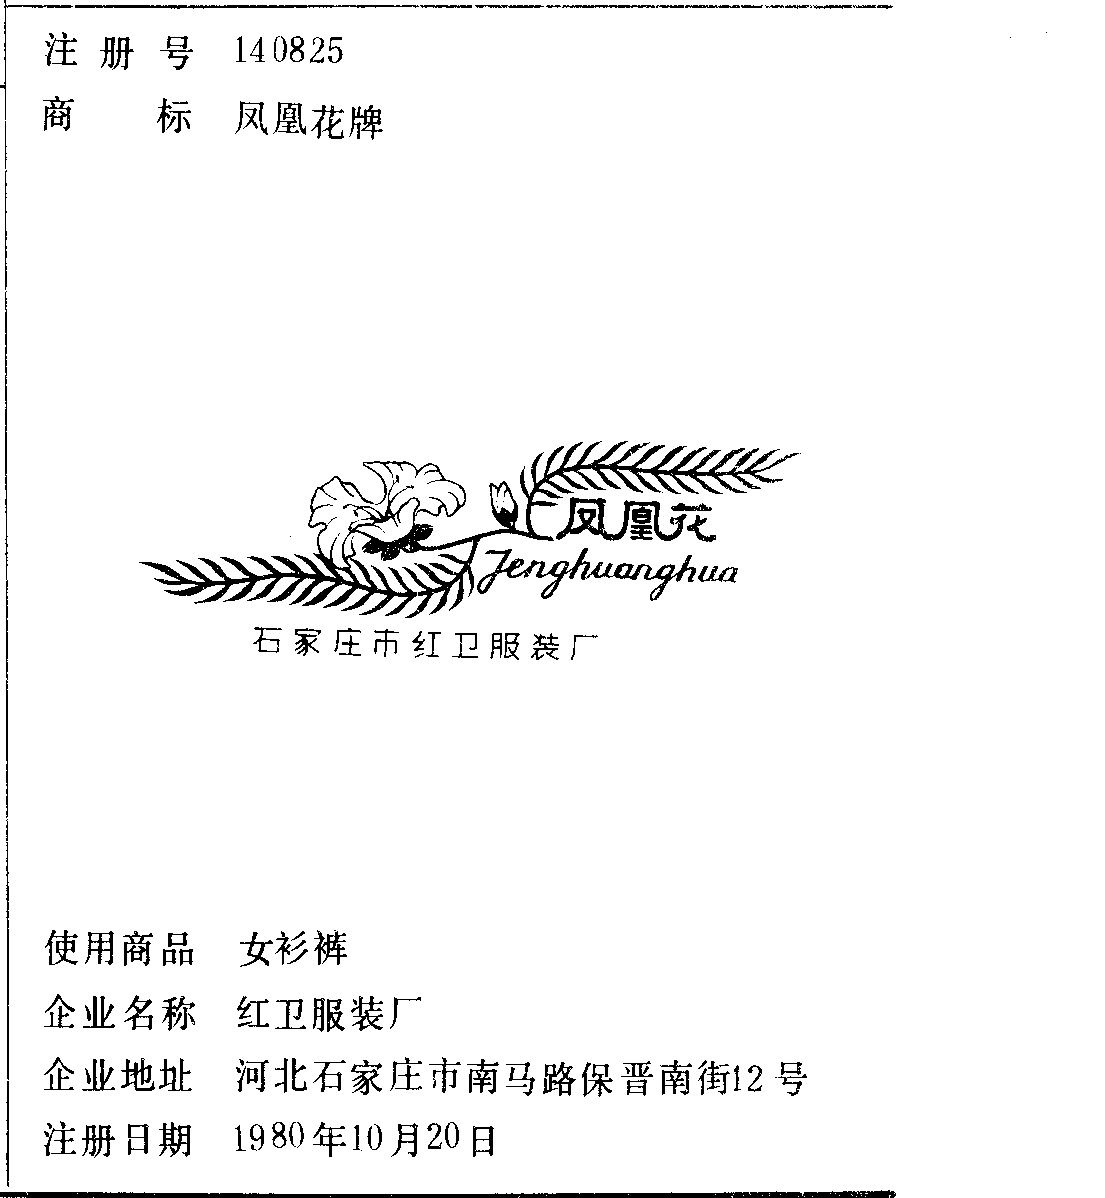 注册号 140825
商标 凤凰花牌
凤凰花
Fenghuanghua
石家庄市红卫服装厂
使用商品 女衫裤
企业名称 红卫服装厂
企业地址 河北石家庄市南马路保晋南街12号
注册日期 1980年10月20日